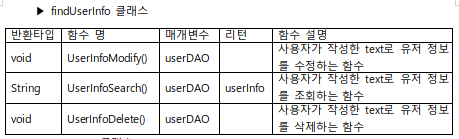 ▶ findUserInfo 클래스
반환타입 함수 명 매개변수 리턴 함수 설명
void UserInfoModify() userDAO 사용자가 작성한 text로 유저 정보
를 수정하는 함수
String UserInfoSearch() userDAO userInfo 사용자가 작성한 text로 유저 정보
를 조회하는 함수
void UserInfoDelete() userDAO 사용자가 작성한 text로 유저 정보
를 삭제하는 함수